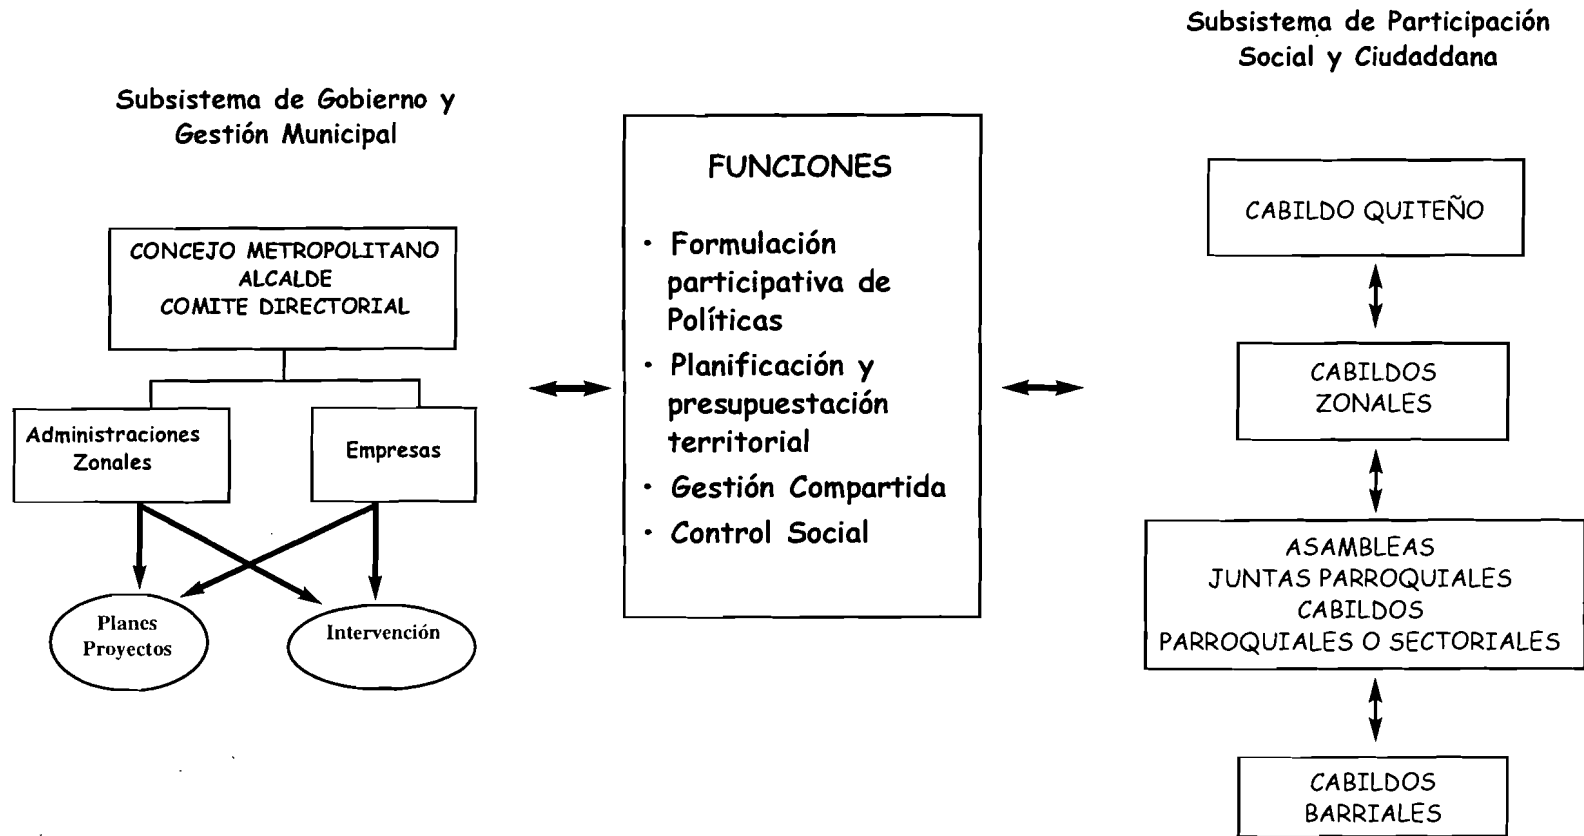 Subsistema de Gobierno y
Gestión Municipal
CONCEJO METROPOLITANO
ALCALDE
COMITE DIRECTORIAL
Administraciones
Zonales
Empresas
Planes
Proyectos
Intervención
FUNCIONES
· Formulación
participativa de
Políticas
· Planificación y
presupuestación
territorial
· Gestión Compartida
· Control Social
Subsistema de Participación
Social y Ciudaddana
CABILDO QUITEÑO
CABILDOS
ZONALES
ASAMBLEAS
JUNTAS PARROQUIALES
CABILDOS
PARROQUIALES O SECTORIALES
CABILDOS
BARRIALES